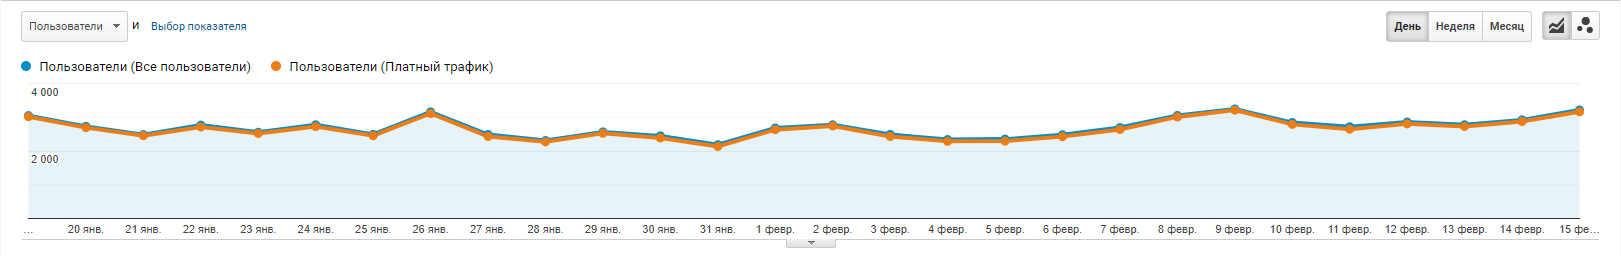 Пользователи и Выбор показателя День Неделя Месяц
Пользователи (Все пользователи) Пользователи (Платный трафик)
4 000
2 000
... 20 янв. 21 янв. 22 янв. 23 янв. 24 янв. 25 янв. 26 янв. 27 янв. 28 янв. 29 янв. 30 янв. 31 янв. 1 февр. 2 февр. 3 февр. 4 февр. 5 февр. 6 февр. 7 февр. 8 февр. 9 февр. 10 февр. 11 февр. 12 февр. 13 февр. 14 февр. 15 фе...